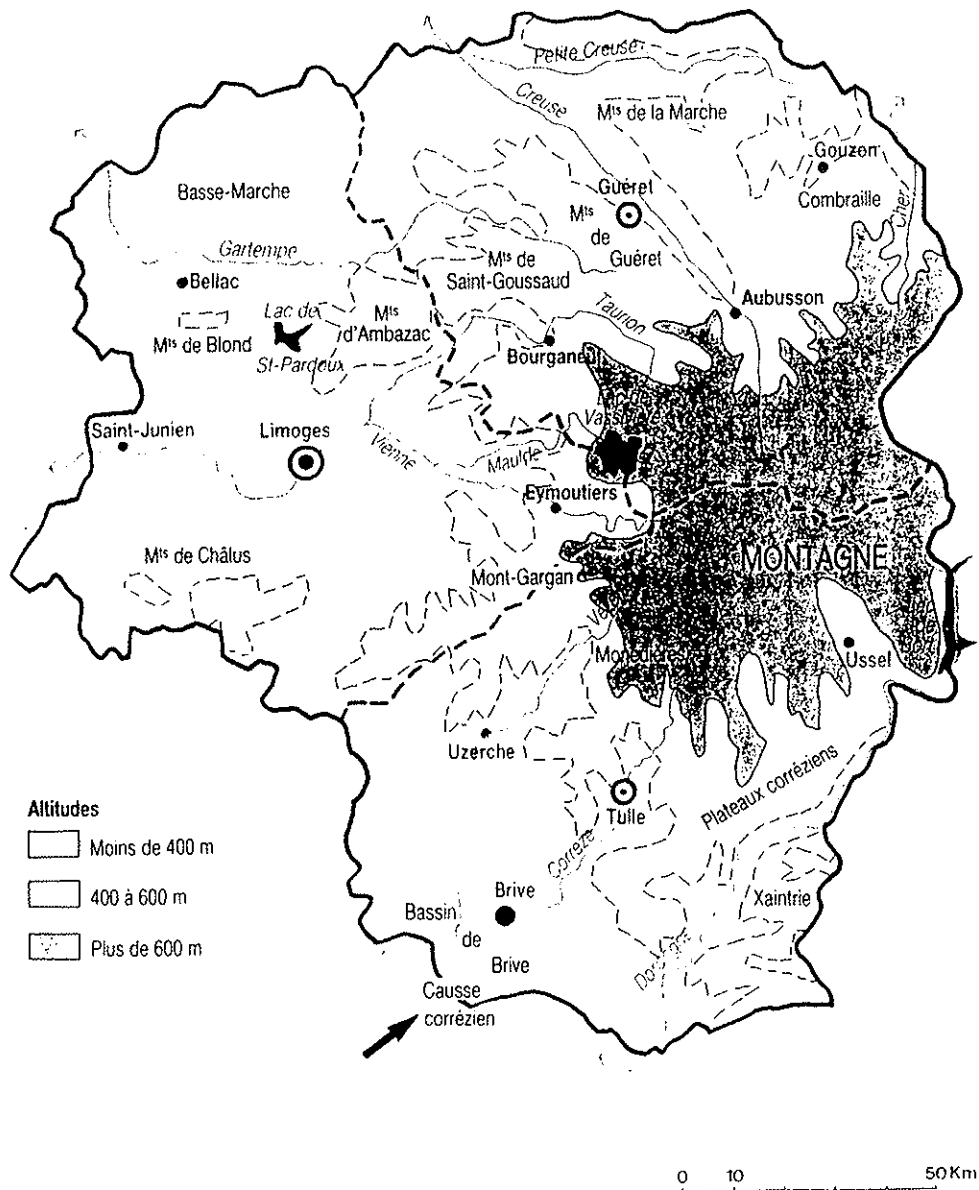 Petite Creuse
Creuse
Mts de la Marche
Gouzon
Combraille
Cher
Guéret
Mts
de
Guéret
Basse-Marche
Gartempe
Bellac
Mts de
Saint-Goussaud
Lac de
St-Pardoux
Mts
d'Ambazac
Mts de Blond
Taurion
Aubusson
Bourganeuf
Saint-Junien
Limoges
Vienne
Maulde
Eymoutiers
MONTAGNE
Mts de Châlus
Mont-Gargan
Monédières
Ussel
Uzerche
Tulle
Plateaux corréziens
Corrèze
Xaintrie
Brive
Bassin
de
Brive
Causse
corrézien
Altitudes
Moins de 400 m
400 à 600 m
Plus de 600 m
0 10 50 Km